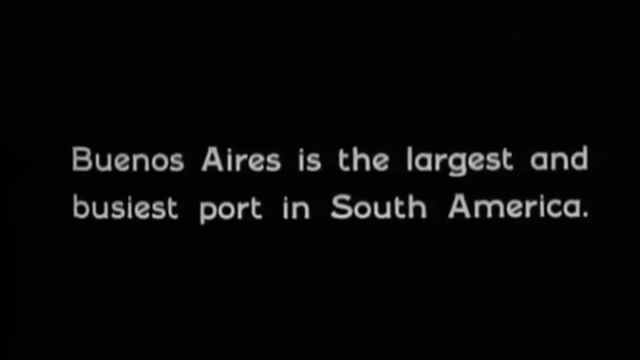 Buenos Aires is the largest and
busiest port in South America.